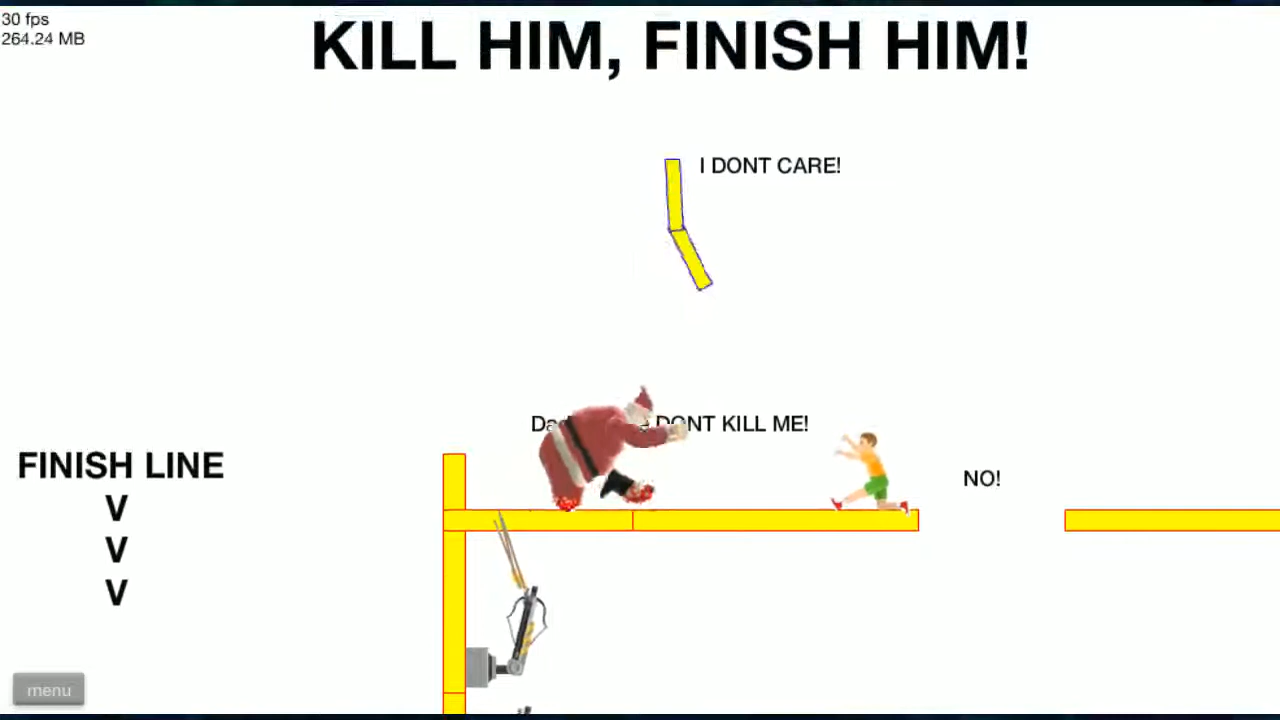 30 fps
264.24 MB
KILL HIM, FINISH HIM!
I DONT CARE!
DONT KILL ME!
FINISH LINE
NO!
V
V
V
menu